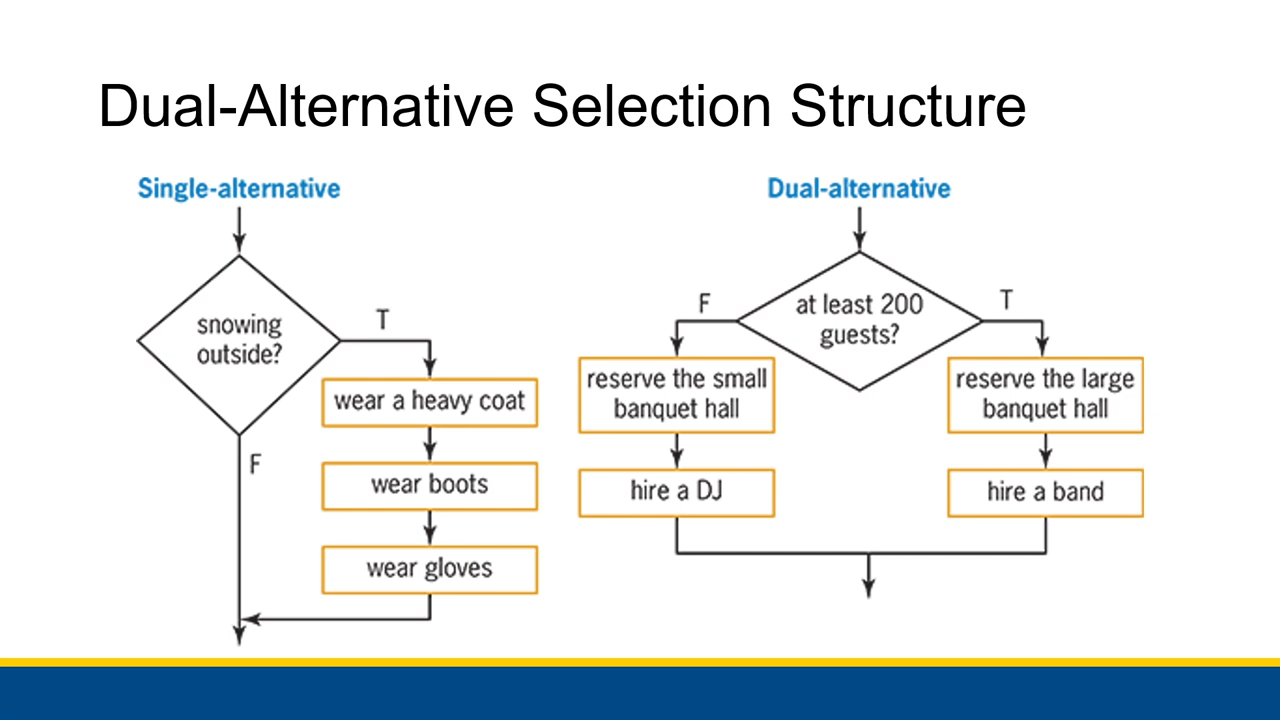 Dual-Alternative Selection Structure
Single-alternative
snowing
outside?
T
F
wear a heavy coat
wear boots
wear gloves
Dual-alternative
at least 200
guests?
F
T
reserve the small
banquet hall
hire a DJ
reserve the large
banquet hall
hire a band